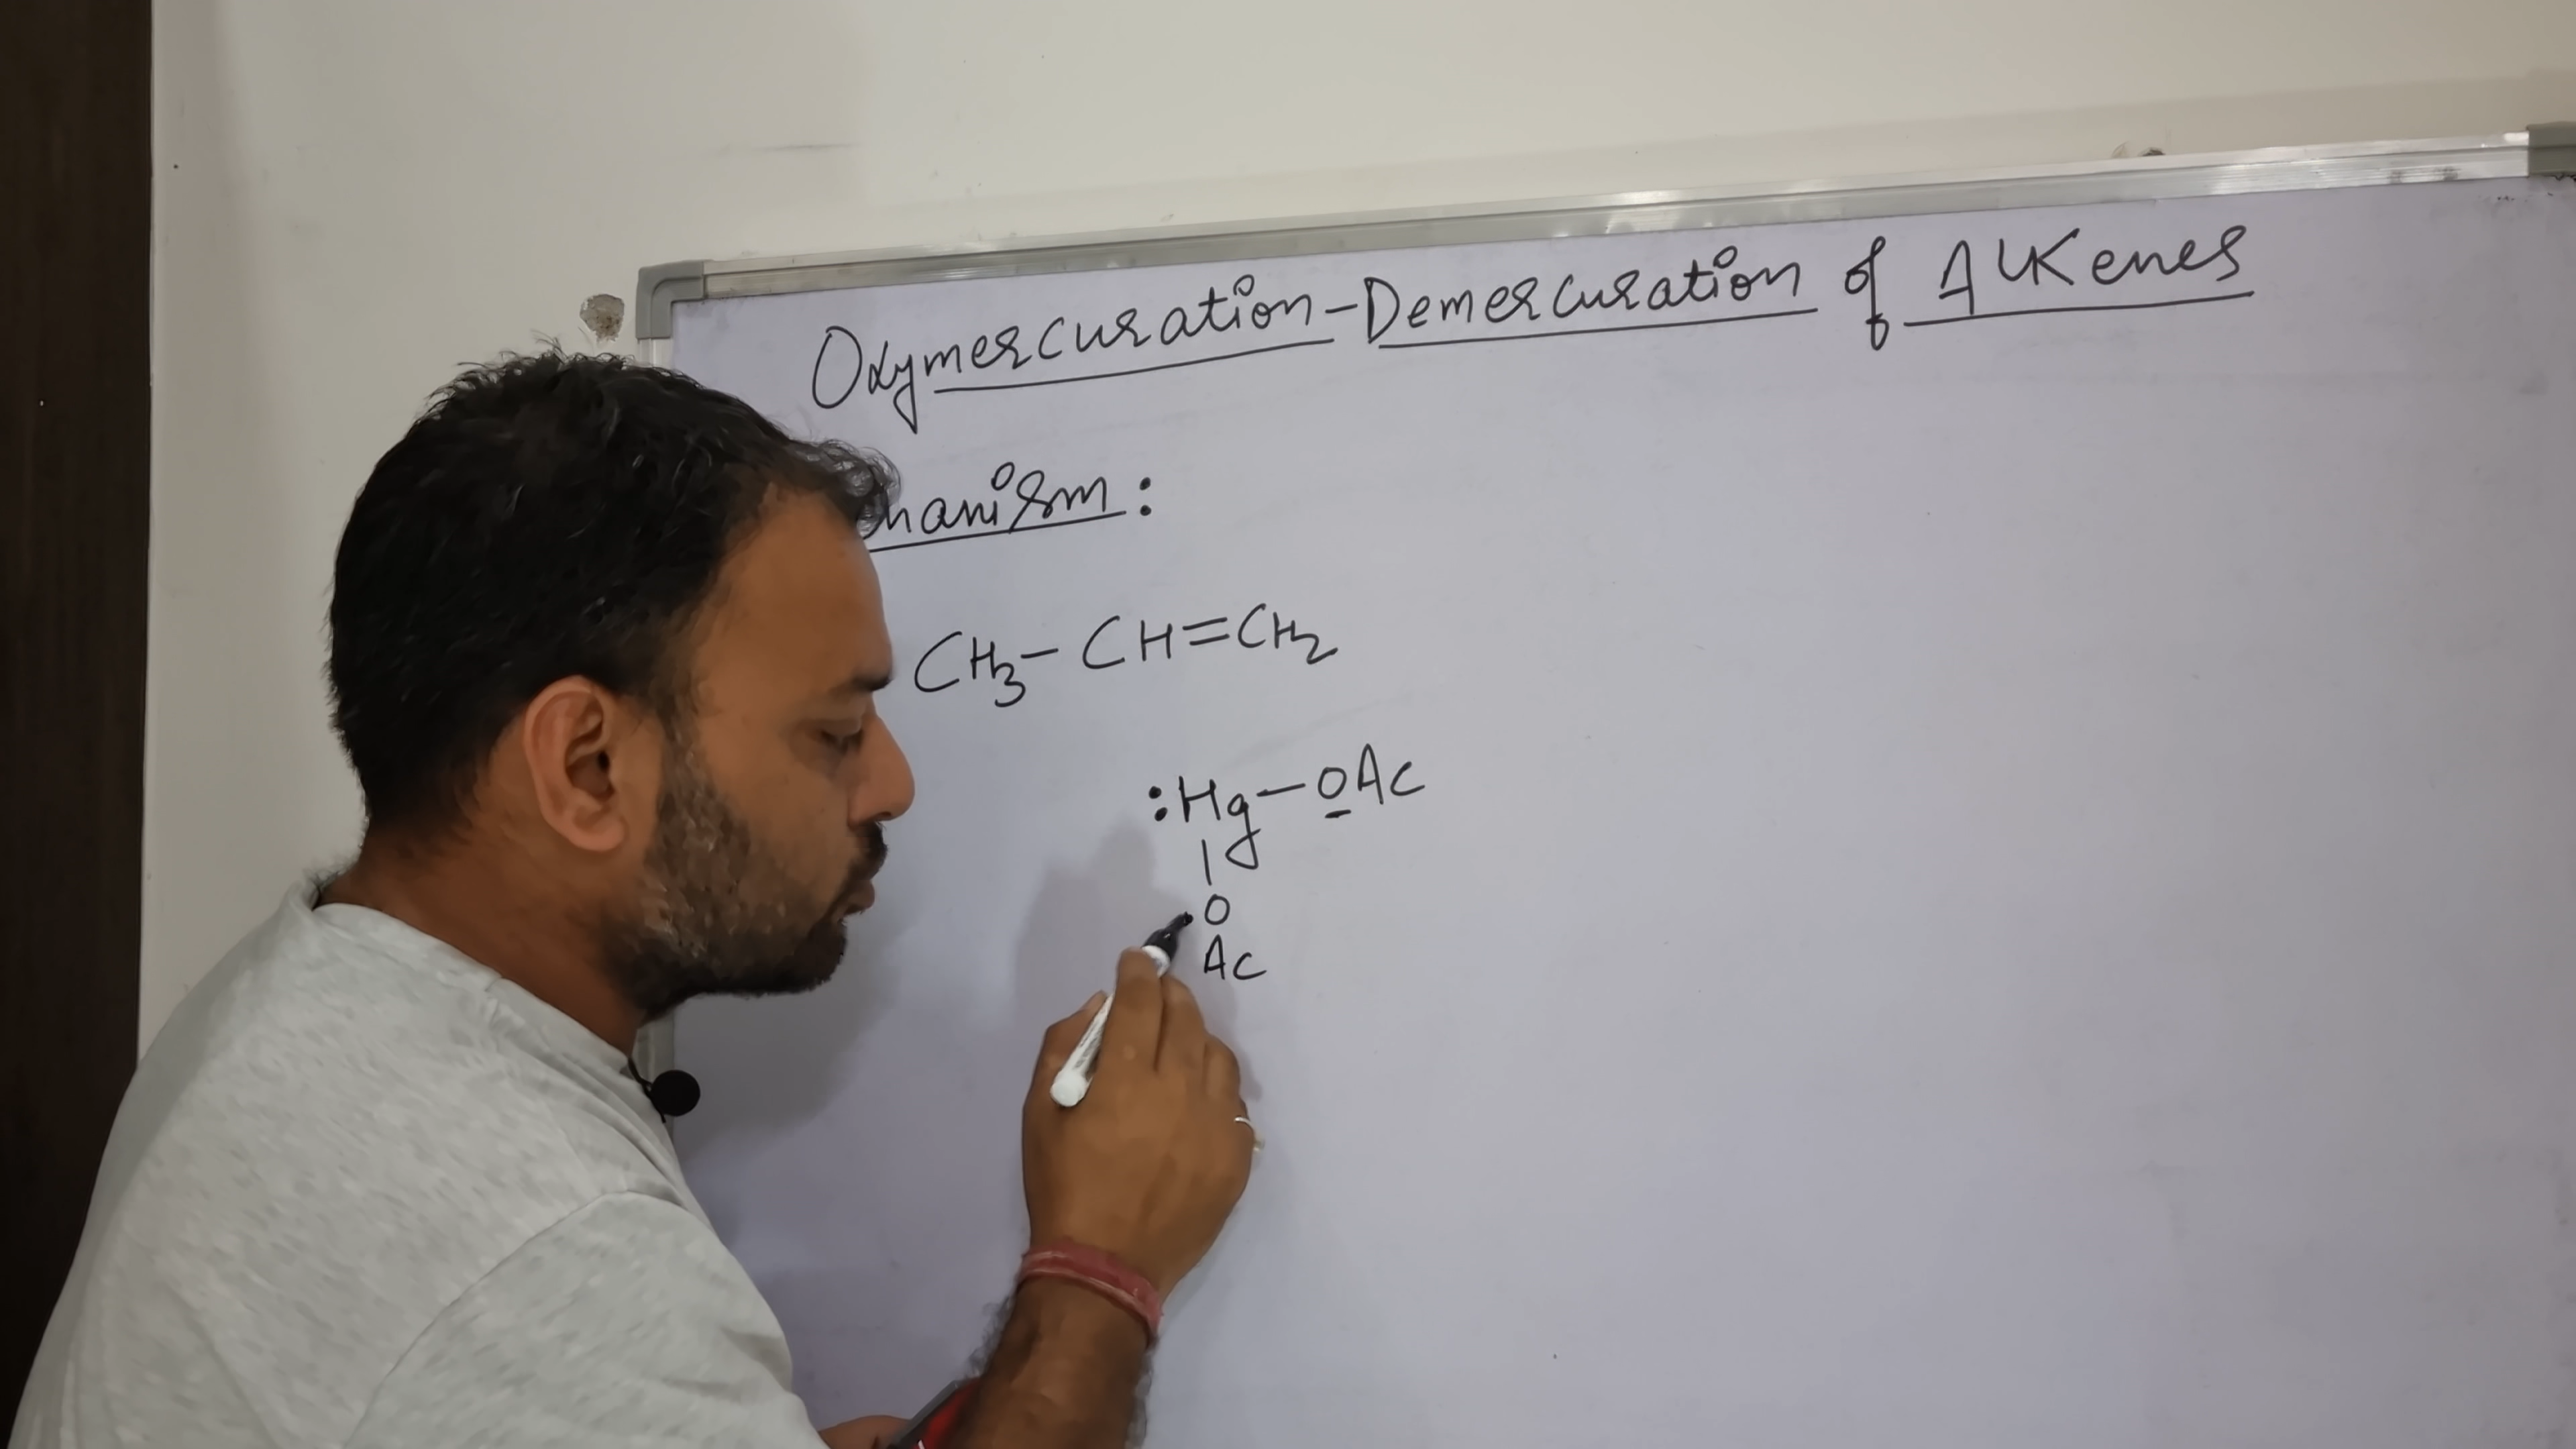 Oxymercuration-Demercuration of Alkenes
hanism:
CH3-CH=CH2
:Hg-OAc
|
O
Ac